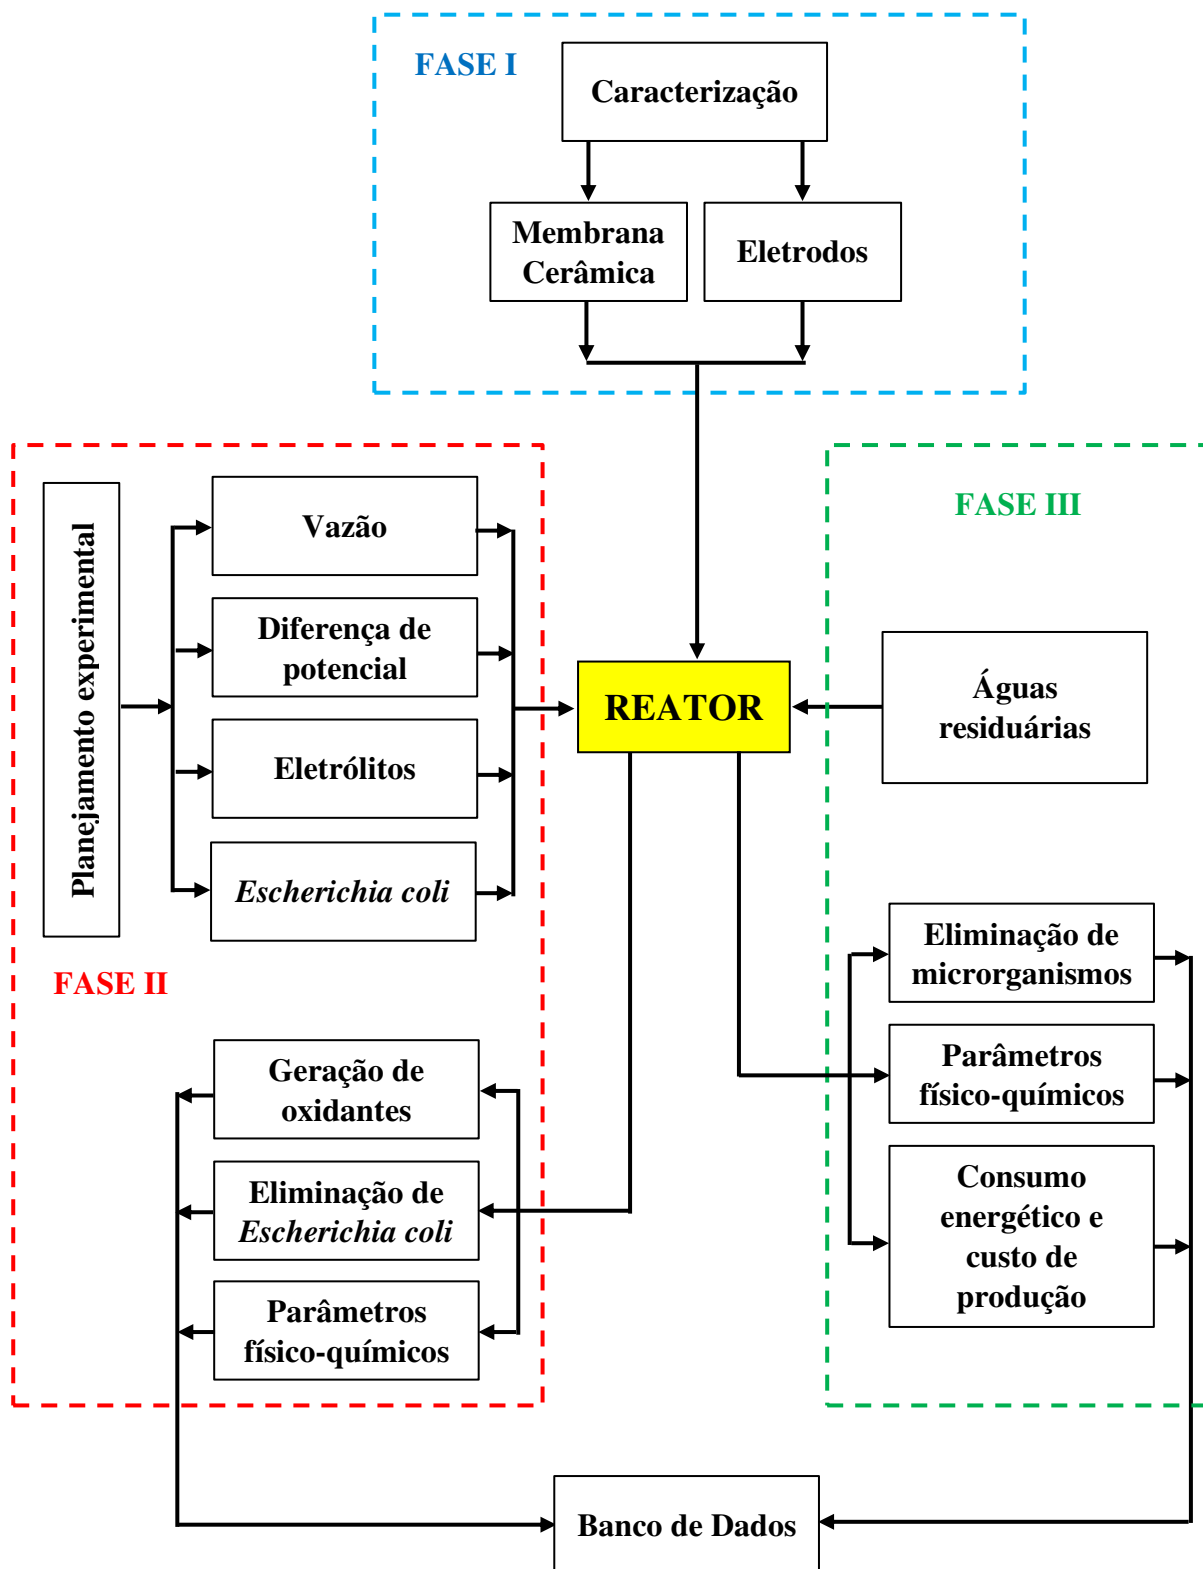 FASE I
Caracterização
Membrana
Cerâmica
Eletrodos
Planejamento experimental
Vazão
Diferença de
potencial
Eletrólitos
Escherichia coli
FASE II
Geração de
oxidantes
Eliminação de
Escherichia coli
Parâmetros
físico-químicos
REATOR
FASE III
Águas
residuárias
Eliminação de
microrganismos
Parâmetros
físico-químicos
Consumo
energético e
custo de
produção
Banco de Dados